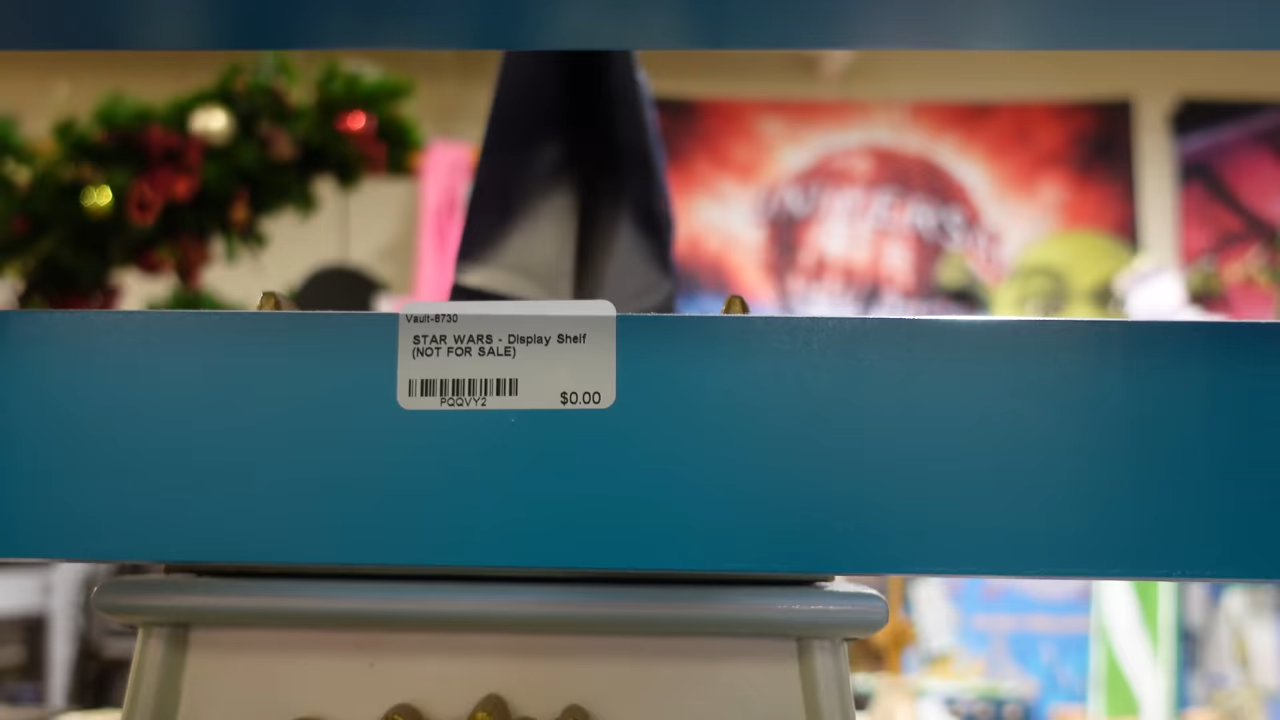 Vault-8730
STAR WARS - Display Shelf
(NOT FOR SALE)
PQQVY2
$0.00